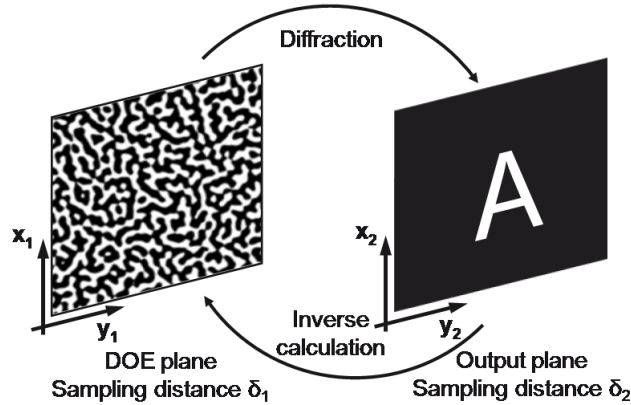 Diffraction
A
x₁
x₂
y₁
y₂
Inverse
calculation
DOE plane
Sampling distance δ₁
Output plane
Sampling distance δ₂